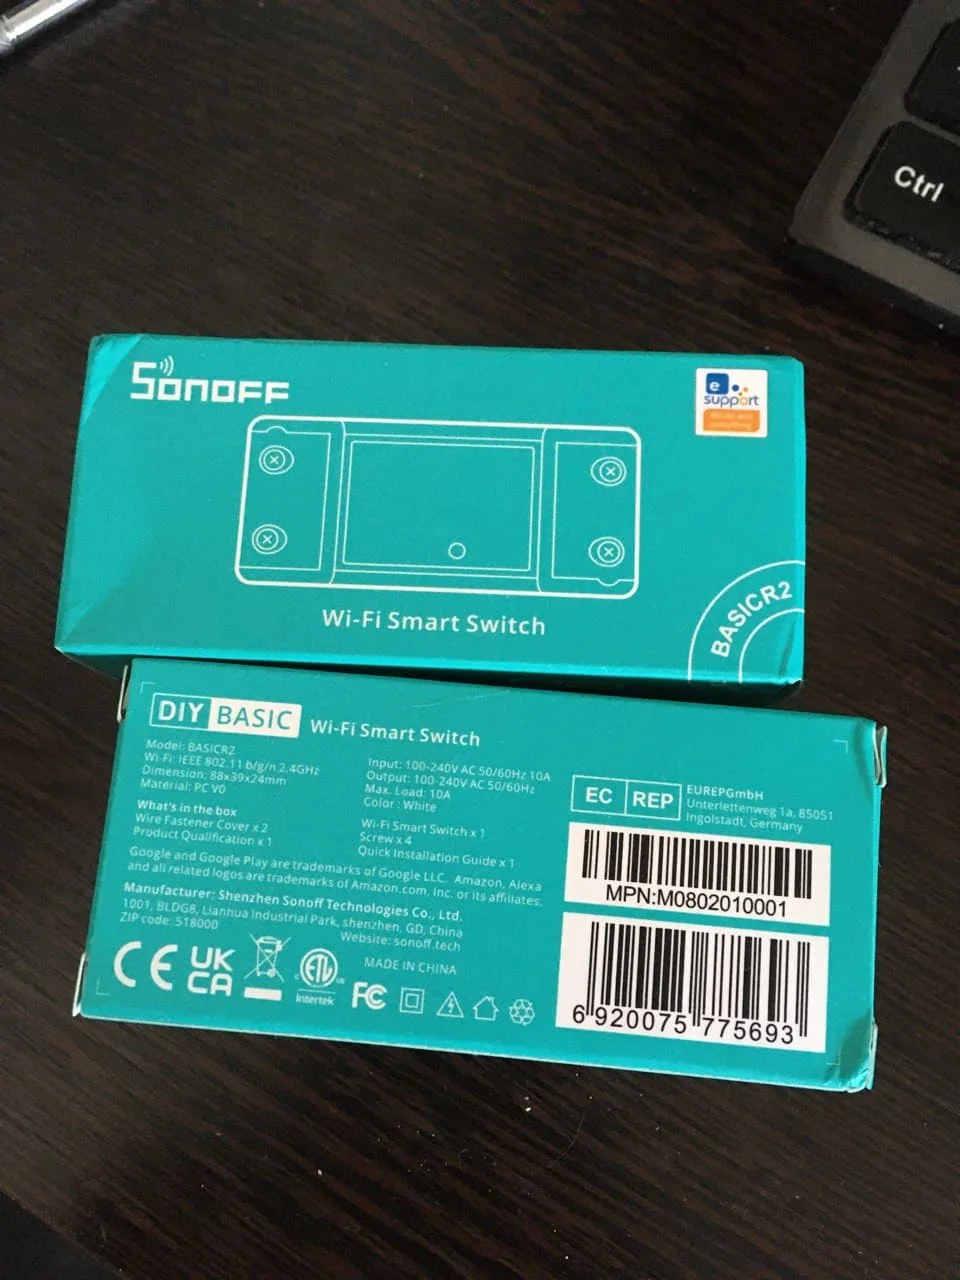 Ctrl
SONOFF
e
support
Wi-Fi Smart Switch
BASICR2
DIY BASIC Wi-Fi Smart Switch
Model: BASICR2
Wi-Fi: IEEE 802.11 b/g/n 2.4GHz
Dimension: 88x39x24mm
Material: PC V0
Input: 100-240V AC 50/60Hz 10A
Output: 100-240V AC 50/60Hz
Max. Load: 10A
Color : White
What's in the box
Wire Fastener Cover x 2
Product Qualification x 1
Wi-Fi Smart Switch x 1
Screw x 4
Quick Installation Guide x 1
Google and Google Play are trademarks of Google LLC. Amazon, Alexa
and all related logos are trademarks of Amazon.com, Inc. or its affiliates.
Manufacturer: Shenzhen Sonoff Technologies Co., Ltd.
1001, BLDG8, Lianhua Industrial Park, shenzhen, GD, China
ZIP code: 518000
Website: sonoff.tech
MADE IN CHINA
CE
UK
CA
ETL
Intertek
FC
EC REP
EUREPGmbH
Unterlettenweg 1a, 85051
Ingolstadt, Germany
MPN:M0802010001
6 920075 775693